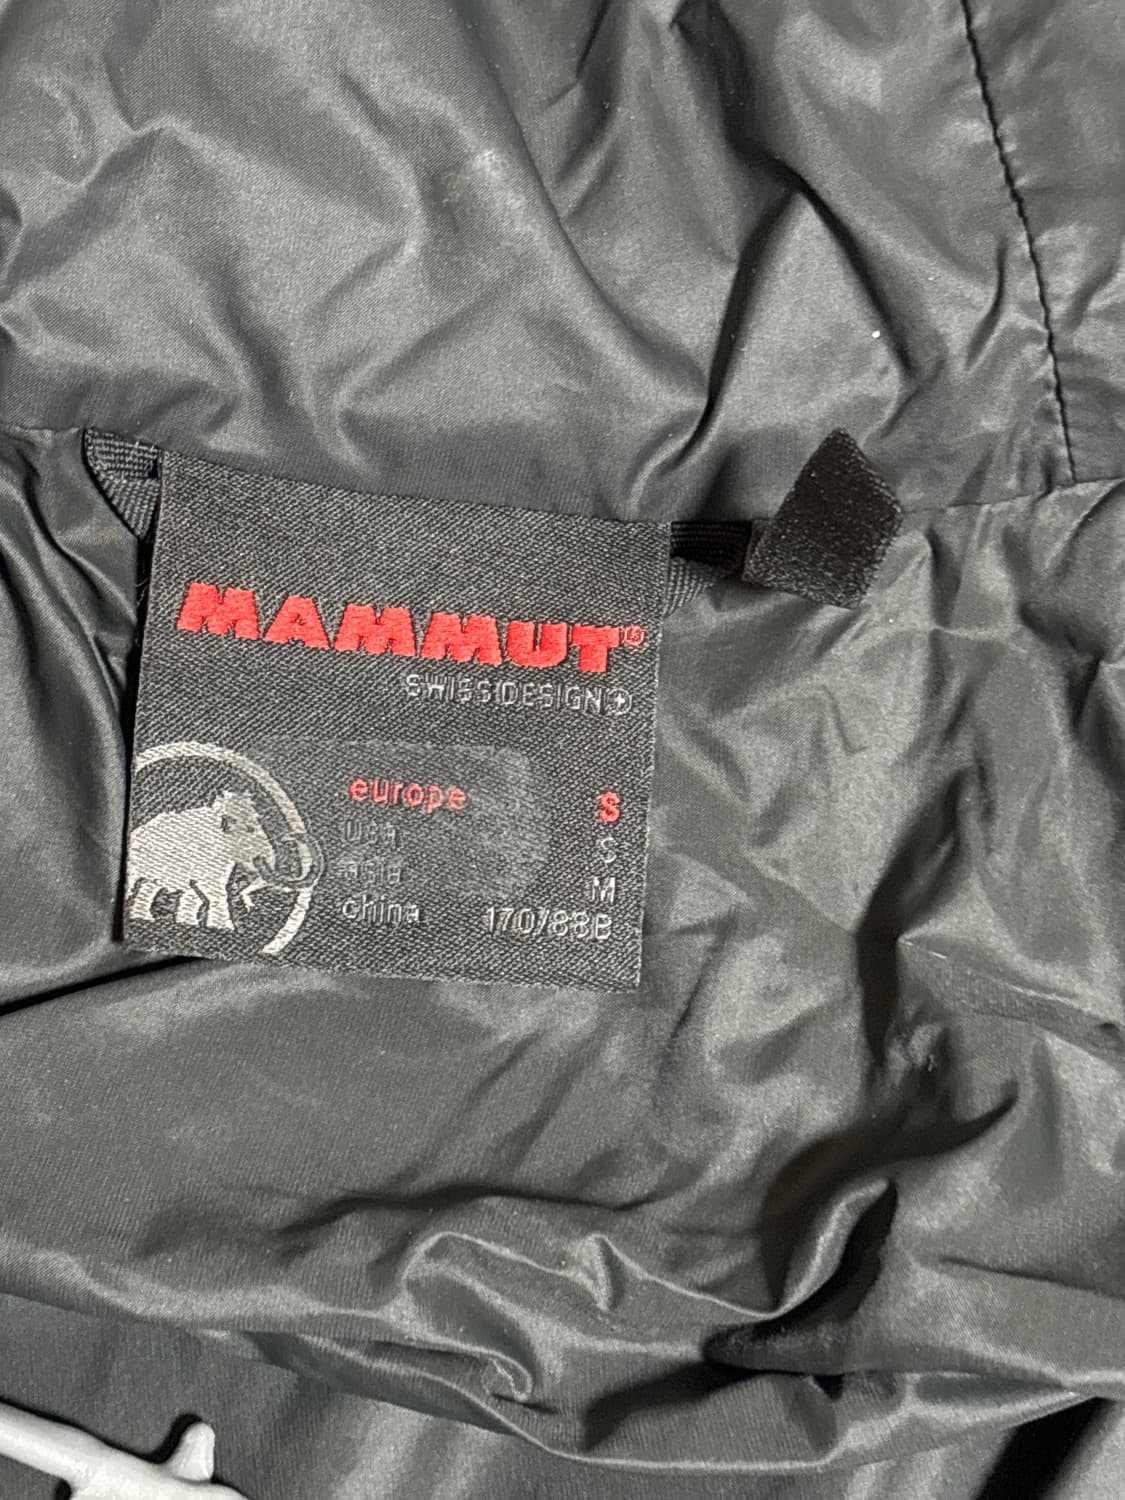 MAMMUT®
SWISSDESIGN
europe S
usa S
asia M
china 170/88B